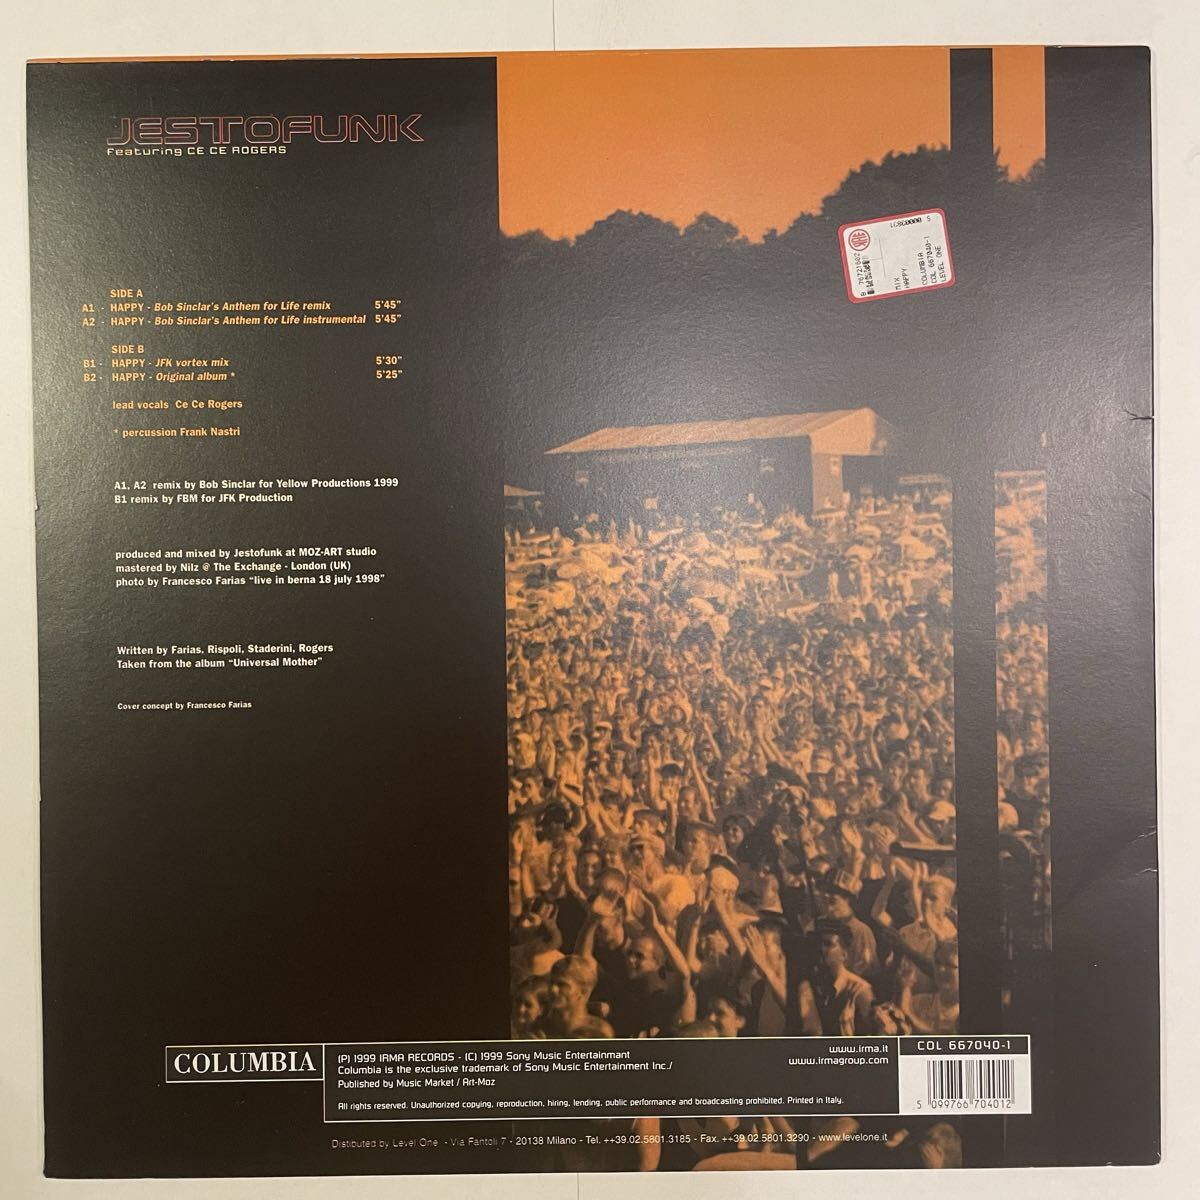 JESTOFUNK
Featuring CE CE ROGERS
SIDE A
A1 - HAPPY - Bob Sinclar's Anthem for Life remix 5'45"
A2 - HAPPY - Bob Sinclar's Anthem for Life instrumental 5'45"
SIDE B
B1 - HAPPY - JFK vortex mix 5'30"
B2 - HAPPY - Original album * 5'25"
lead vocals Ce Ce Rogers
* percussion Frank Nastri
A1, A2 remix by Bob Sinclar for Yellow Productions 1999
B1 remix by FBM for JFK Production
produced and mixed by Jestofunk at MOZ-ART studio
mastered by Nilz @ The Exchange - London (UK)
photo by Francesco Farias "live in berna 18 july 1998"
Written by Farias, Rispoli, Staderini, Rogers
Taken from the album "Universal Mother"
Cover concept by Francesco Farias
MIX
HAPPY
COLUMBIA
COL 667040-1
LEVEL ONE
COLUMBIA
(P) 1999 IRMA RECORDS - (C) 1999 Sony Music Entertainmant
Columbia is the exclusive trademark of Sony Music Entertainment Inc./
Published by Music Market / Art-Moz
All rights reserved. Unauthorized copying, reproduction, hiring, lending, public performance and broadcasting prohibited. Printed in Italy.
www.irma.it
www.irmagroup.com
COL 667040-1
5 099766 704012
Distibuted by Level One - Via Fantoli 7 - 20138 Milano - Tel. ++39.02.5801.3185 - Fax. ++39.02.5801.3290 - www.levelone.it